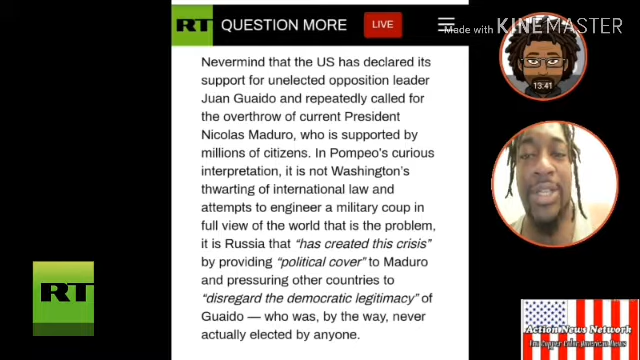 RT
QUESTION MORE
LIVE
Made with KINEMASTER
13:41
Nevermind that the US has declared its
support for unelected opposition leader
Juan Guaido and repeatedly called for
the overthrow of current President
Nicolas Maduro, who is supported by
millions of citizens. In Pompeo's curious
interpretation, it is not Washington's
thwarting of international law and
attempts to engineer a military coup in
full view of the world that is the problem,
it is Russia that "has created this crisis"
by providing "political cover" to Maduro
and pressuring other countries to
"disregard the democratic legitimacy" of
Guaido — who was, by the way, never
actually elected by anyone.
RT
Action News Network